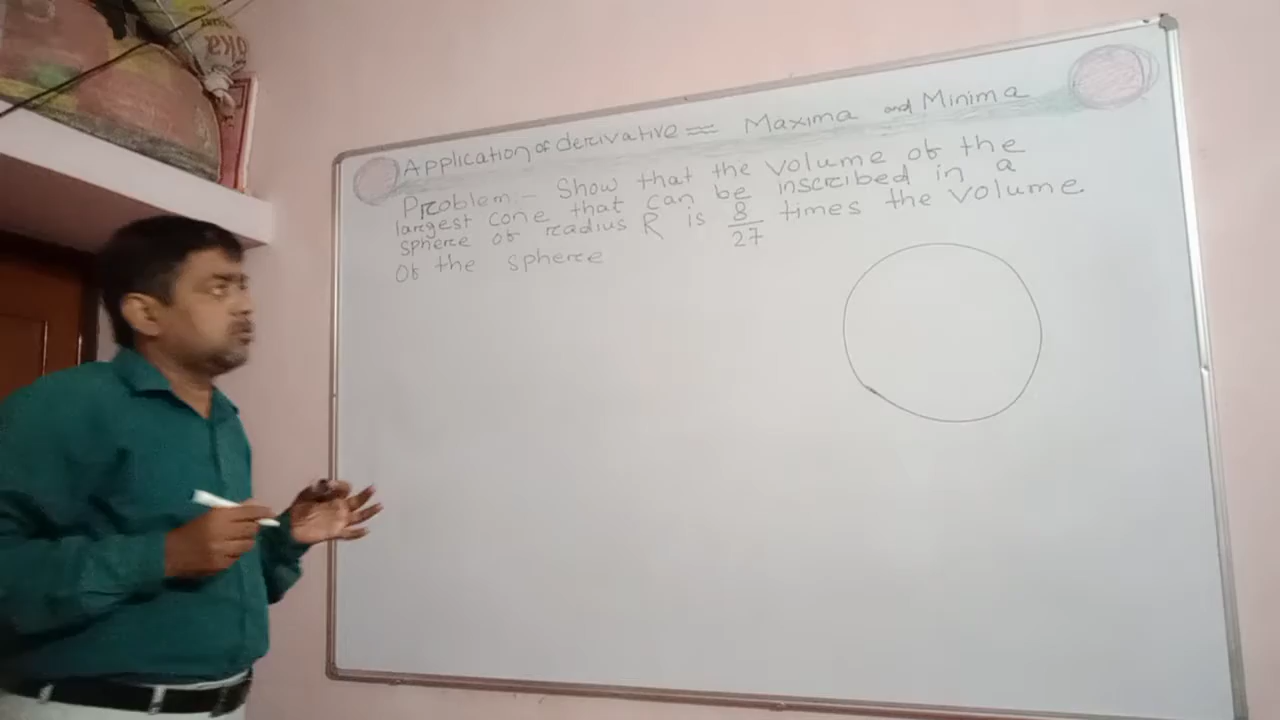 Application of derivative == Maxima and Minima
Problem:- Show that the volume of the
largest cone that can be inscribed in a
sphere of radius R is 8/27 times the volume
of the sphere